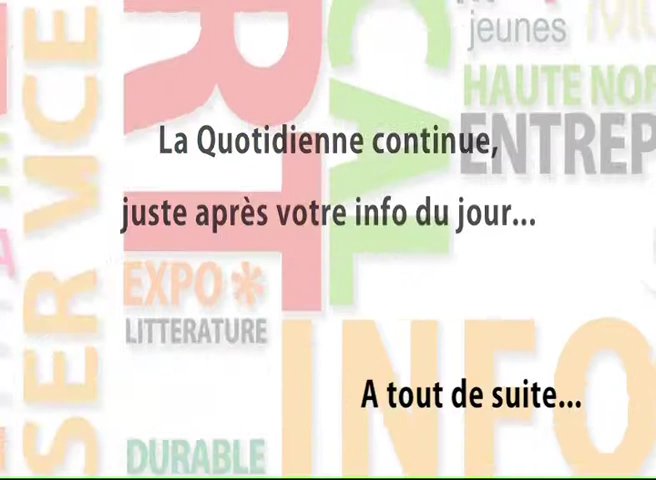 jeunes
HAUTE NOR
ENTREP
La Quotidienne continue,
juste après votre info du jour...
EXPO *
LITTERATURE
INFO
A tout de suite...
DURABLE